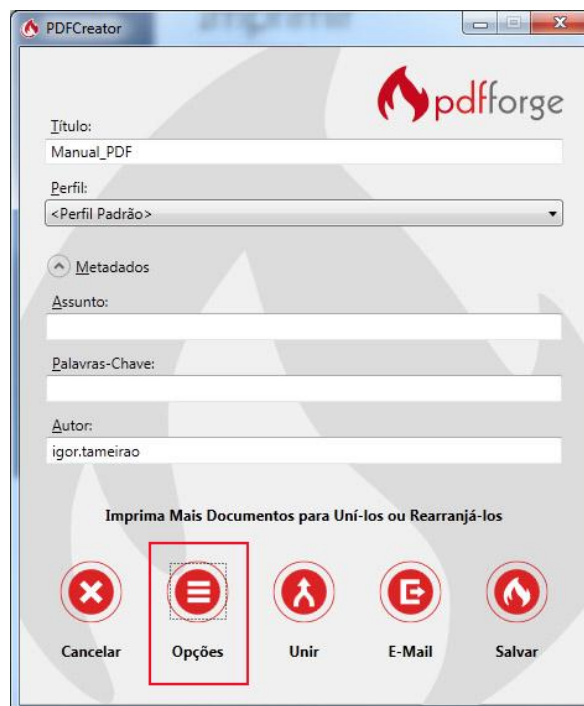 PDFCreator
pdfforge
Título:
Manual_PDF
Perfil:
<Perfil Padrão>
Metadados
Assunto:
Palavras-Chave:
Autor:
igor.tameirao
Imprima Mais Documentos para Uní-los ou Rearranjá-los
Cancelar Opções Unir E-Mail Salvar